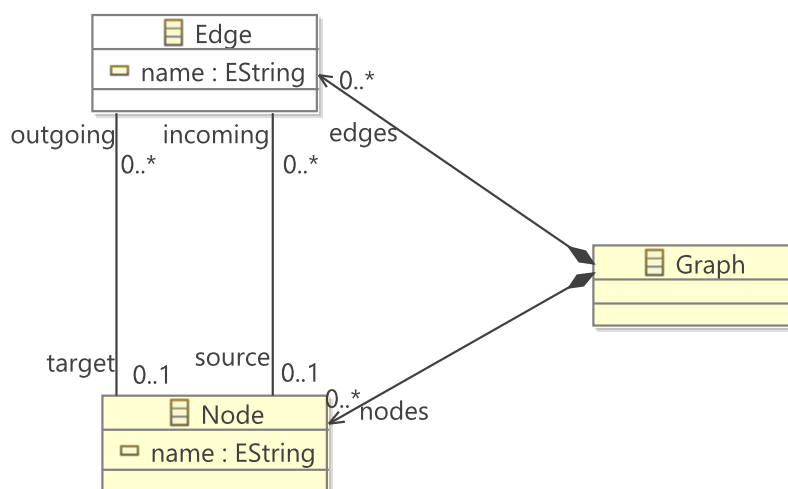 Edge
name : EString
0..*
outgoing
incoming
edges
0..*
0..*
Graph
target
source
0..1
0..1
0..*
nodes
Node
name : EString